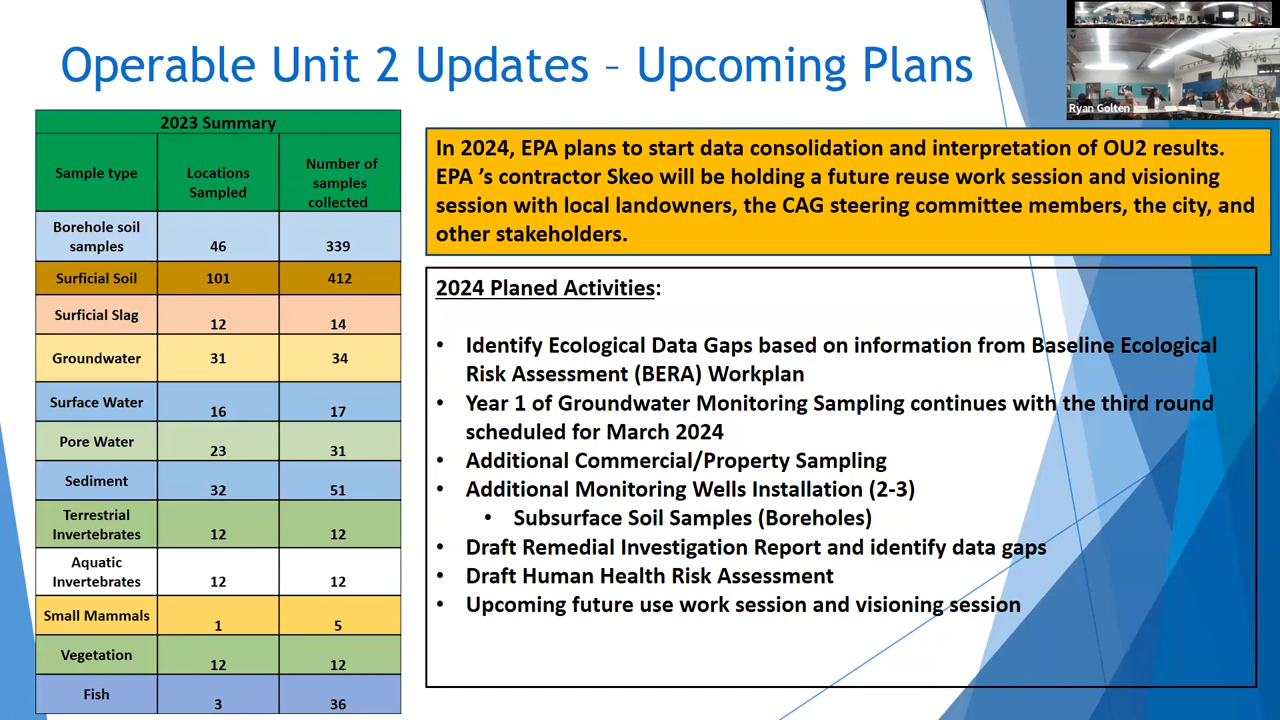 Operable Unit 2 Updates – Upcoming Plans
Ryan Golten
2023 Summary
Sample type
Locations
Sampled
Number of
samples
collected
Borehole soil
samples
46
339
Surficial Soil
101
412
Surficial Slag
12
14
Groundwater
31
34
Surface Water
16
17
Pore Water
23
31
Sediment
32
51
Terrestrial
Invertebrates
12
12
Aquatic
Invertebrates
12
12
Small Mammals
1
5
Vegetation
12
12
Fish
3
36
In 2024, EPA plans to start data consolidation and interpretation of OU2 results.
EPA 's contractor Skeo will be holding a future reuse work session and visioning
session with local landowners, the CAG steering committee members, the city, and
other stakeholders.
2024 Planed Activities:
• Identify Ecological Data Gaps based on information from Baseline Ecological
Risk Assessment (BERA) Workplan
• Year 1 of Groundwater Monitoring Sampling continues with the third round
scheduled for March 2024
• Additional Commercial/Property Sampling
• Additional Monitoring Wells Installation (2-3)
• Subsurface Soil Samples (Boreholes)
• Draft Remedial Investigation Report and identify data gaps
• Draft Human Health Risk Assessment
• Upcoming future use work session and visioning session